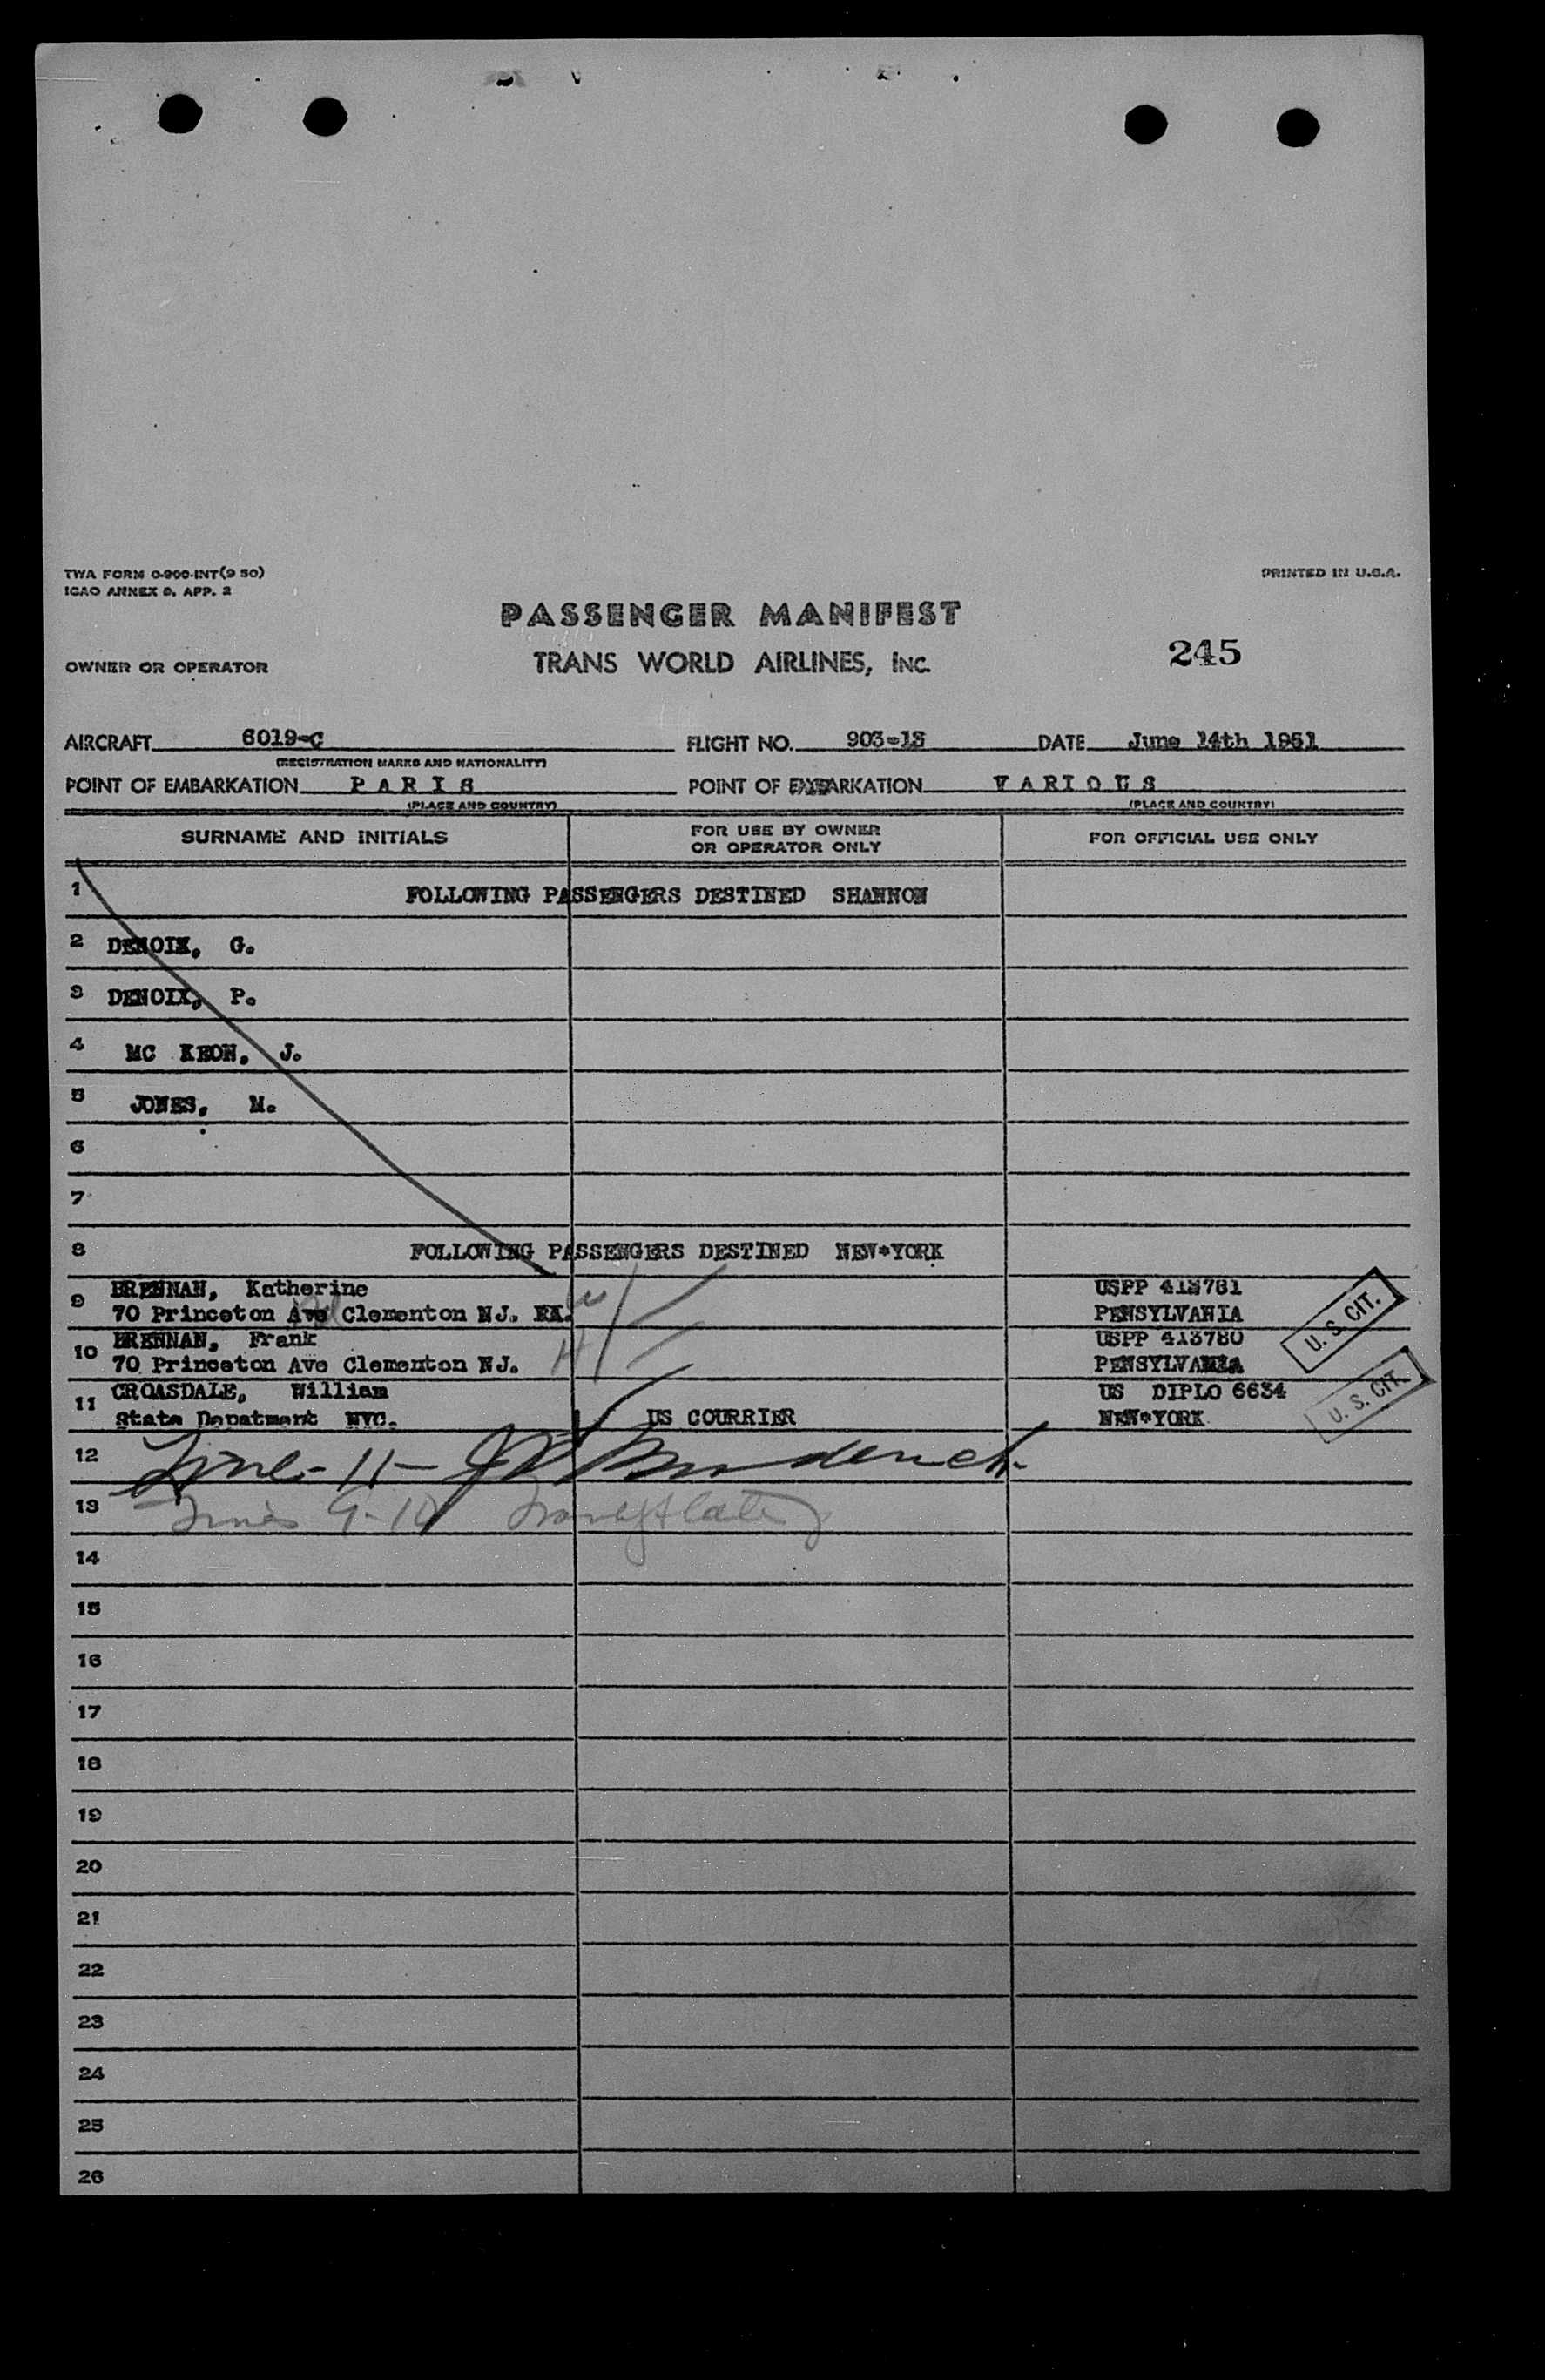 TWA FORM O-900-INT(9 50)
ICAO ANNEX 9, APP. 2
PRINTED IN U.S.A.
PASSENGER MANIFEST
OWNER OR OPERATOR TRANS WORLD AIRLINES, INC. 245
AIRCRAFT 6019-C FLIGHT NO. 903-13 DATE June 14th 1951
(REGISTRATION MARKS AND NATIONALITY)
POINT OF EMBARKATION P A R I S POINT OF EMBARKATION V A R I O U S
(PLACE AND COUNTRY) (PLACE AND COUNTRY)
SURNAME AND INITIALS FOR USE BY OWNER OR OPERATOR ONLY FOR OFFICIAL USE ONLY
1 FOLLOWING PASSENGERS DESTINED SHANNON
2 DENOIX, G.
3 DENOIX, P.
4 MC KEON, J.
5 JONES, M.
6
7
8 FOLLOWING PASSENGERS DESTINED NEW*YORK
9 BRENNAN, Katherine USPP 413781
70 Princeton Ave Clementon NJ. W PENSYLVANIA
U. S. CIT.
10 BRENNAN, Frank USPP 413780
70 Princeton Ave Clementon NJ. H PENSYLVANIA
11 CROASDALE, William US DIPLO 6634
State Depatment NYC. US COURRIER NEW*YORK
U. S. CIT.
12 Line - 11 -
13 Lines 9-10
14
15
16
17
18
19
20
21
22
23
24
25
26